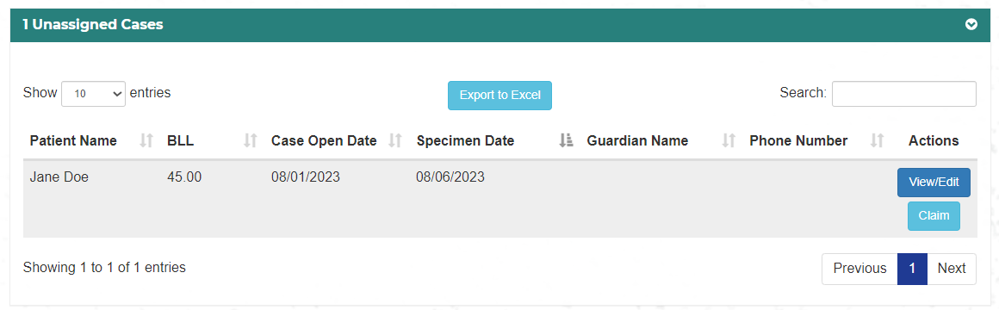 1 Unassigned Cases
Show 10 entries Export to Excel Search:
Patient Name BLL Case Open Date Specimen Date Guardian Name Phone Number Actions
Jane Doe 45.00 08/01/2023 08/06/2023 View/Edit
Claim
Showing 1 to 1 of 1 entries Previous 1 Next